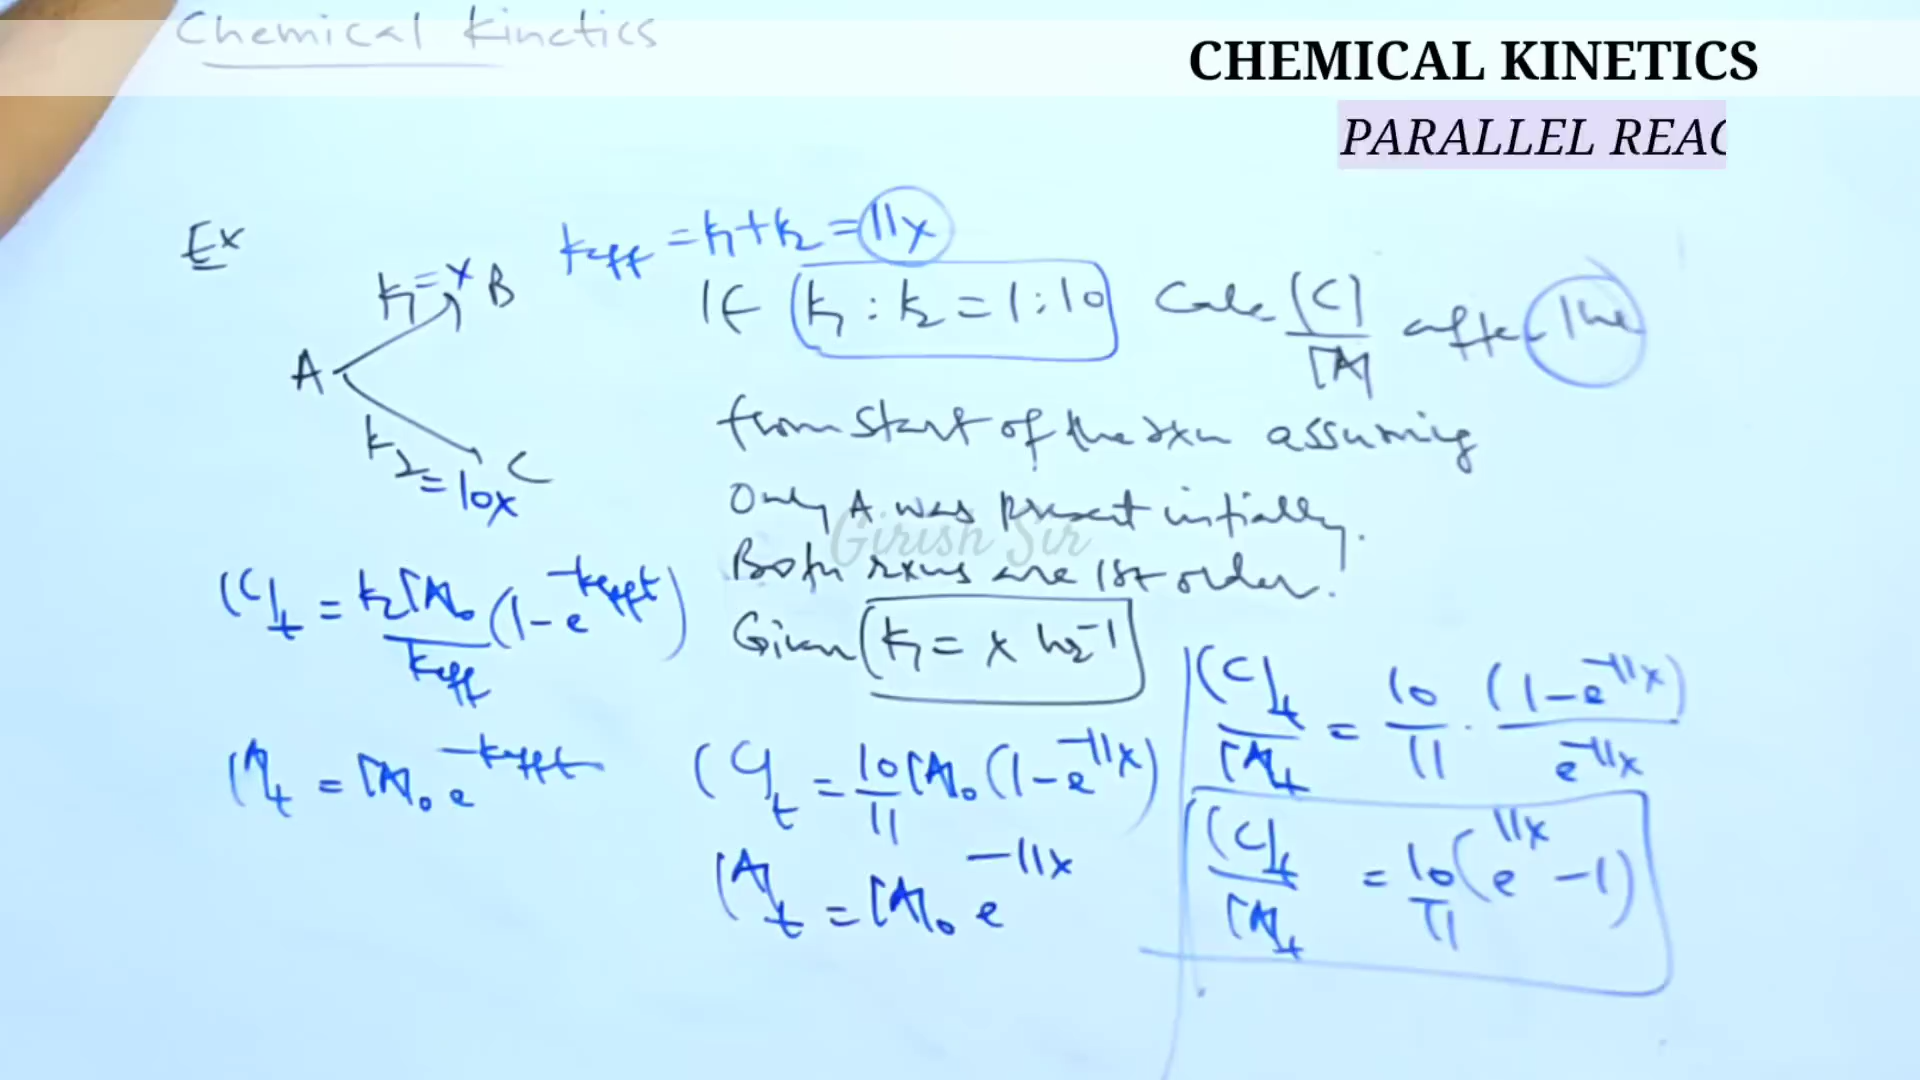 Chemical Kinetics
CHEMICAL KINETICS
PARALLEL REAC
Ex
keff = k1 + k2 = 11x
k1 = x B
If k1 : k2 = 1 : 10 Calc [C]/[A] after 1hr
A
from start of the rxn assuming
k2 = 10x C
Only A was present initially.
Girish Sir
Both rxns are 1st order.
[C]t = k2[A]0/keff (1 - e^-keff t)
Given k1 = x hr^-1
[C]t/[A]t = 10/11 . (1 - e^-11x)/e^-11x
[A]t = [A]0 e^-keff t
[C]t = 10/11 [A]0 (1 - e^-11x)
[A]t = [A]0 e^-11x
[C]t/[A]t = 10/11 (e^11x - 1)